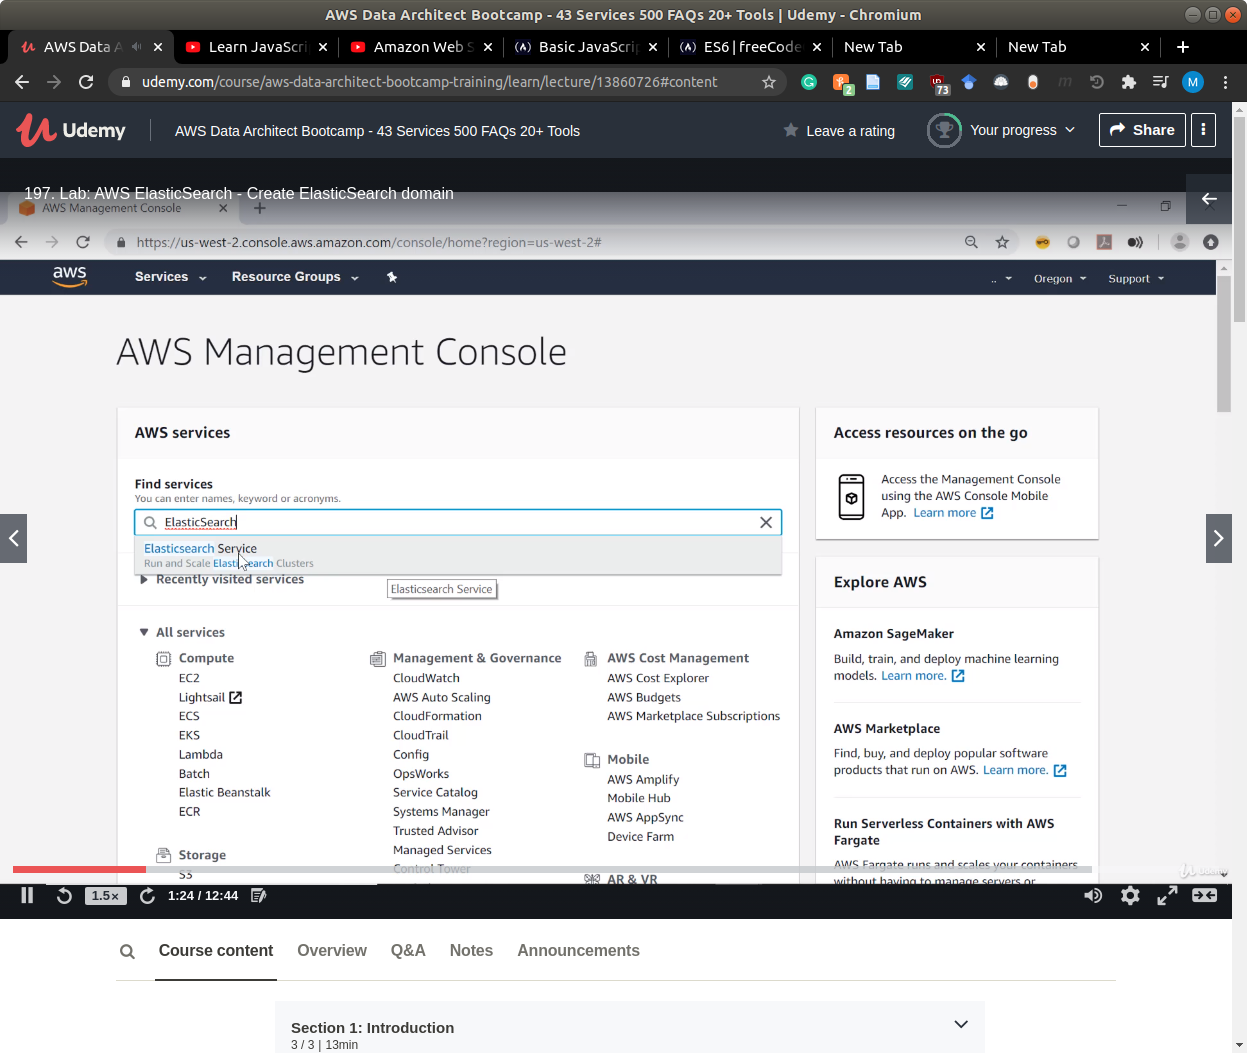 AWS Data Architect Bootcamp - 43 Services 500 FAQs 20+ Tools | Udemy - Chromium
AWS Data A
Learn JavaScri
Amazon Web S
Basic JavaScrip
ES6 | freeCode
New Tab
New Tab
udemy.com/course/aws-data-architect-bootcamp-training/learn/lecture/13860726#content
2
73
M
Udemy
AWS Data Architect Bootcamp - 43 Services 500 FAQs 20+ Tools
Leave a rating
Your progress
Share
197. Lab: AWS ElasticSearch - Create ElasticSearch domain
AWS Management Console
https://us-west-2.console.aws.amazon.com/console/home?region=us-west-2#
aws
Services
Resource Groups
..
Oregon
Support
AWS Management Console
AWS services
Find services
You can enter names, keyword or acronyms.
ElasticSearch
Elasticsearch Service
Run and Scale Elasticsearch Clusters
Elasticsearch Service
Recently visited services
All services
Compute
EC2
Lightsail
ECS
EKS
Lambda
Batch
Elastic Beanstalk
ECR
Storage
S3
Management & Governance
CloudWatch
AWS Auto Scaling
CloudFormation
CloudTrail
Config
OpsWorks
Service Catalog
Systems Manager
Trusted Advisor
Managed Services
Control Tower
AWS Cost Management
AWS Cost Explorer
AWS Budgets
AWS Marketplace Subscriptions
Mobile
AWS Amplify
Mobile Hub
AWS AppSync
Device Farm
AR & VR
Access resources on the go
Access the Management Console
using the AWS Console Mobile
App. Learn more
Explore AWS
Amazon SageMaker
Build, train, and deploy machine learning
models. Learn more.
AWS Marketplace
Find, buy, and deploy popular software
products that run on AWS. Learn more.
Run Serverless Containers with AWS
Fargate
AWS Fargate runs and scales your containers
without having to manage servers or
Udemy
1.5×
1:24 / 12:44
Course content
Overview
Q&A
Notes
Announcements
Section 1: Introduction
3 / 3 | 13min